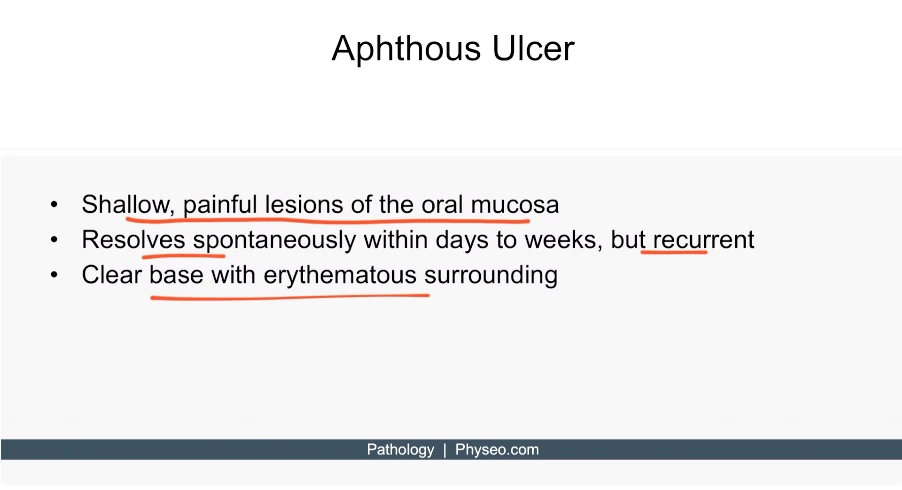 Aphthous Ulcer
• Shallow, painful lesions of the oral mucosa
• Resolves spontaneously within days to weeks, but recurrent
• Clear base with erythematous surrounding
Pathology | Physeo.com